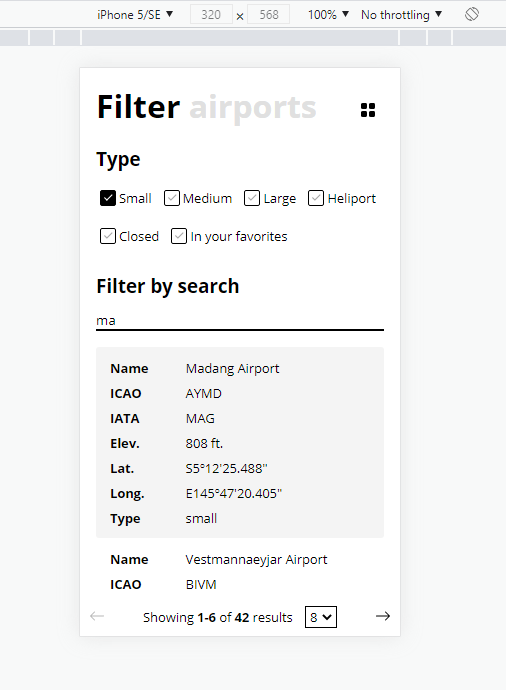 iPhone 5/SE ▼ 320 x 568 100% ▼ No throttling ▼
Filter airports
Type
Small Medium Large Heliport
Closed In your favorites
Filter by search
ma
Name Madang Airport
ICAO AYMD
IATA MAG
Elev. 808 ft.
Lat. S5°12'25.488"
Long. E145°47'20.405"
Type small
Name Vestmannaeyjar Airport
ICAO BIVM
Showing 1-6 of 42 results 8